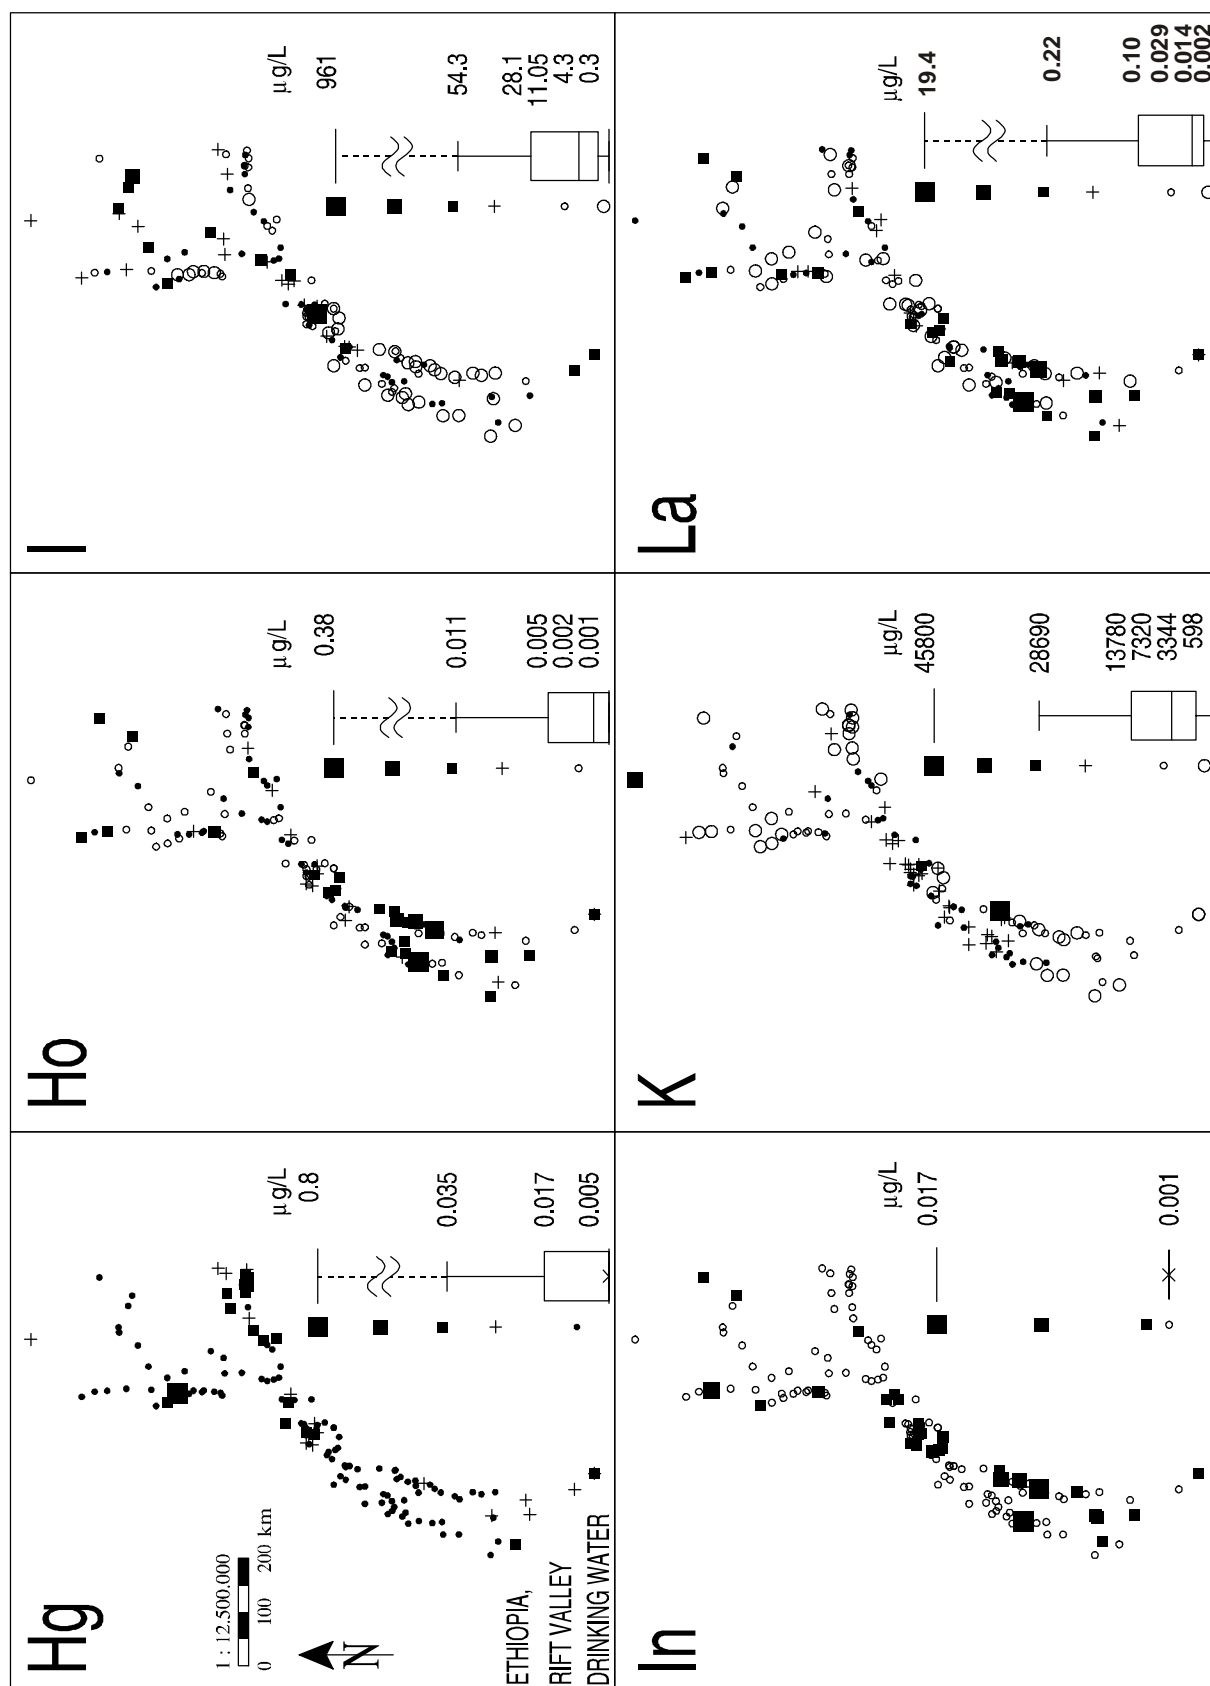 Hg
1 : 12.500.000
0 100 200 km
N
ETHIOPIA,
RIFT VALLEY
DRINKING WATER
µg/L
0.8
0.035
0.017
0.005
Ho
µg/L
0.38
0.011
0.005
0.002
0.001
I
µg/L
961
54.3
28.1
11.05
4.3
0.3
In
µg/L
0.017
0.001
K
µg/L
45800
28690
13780
7320
3344
598
La
µg/L
19.4
0.22
0.10
0.029
0.014
0.002